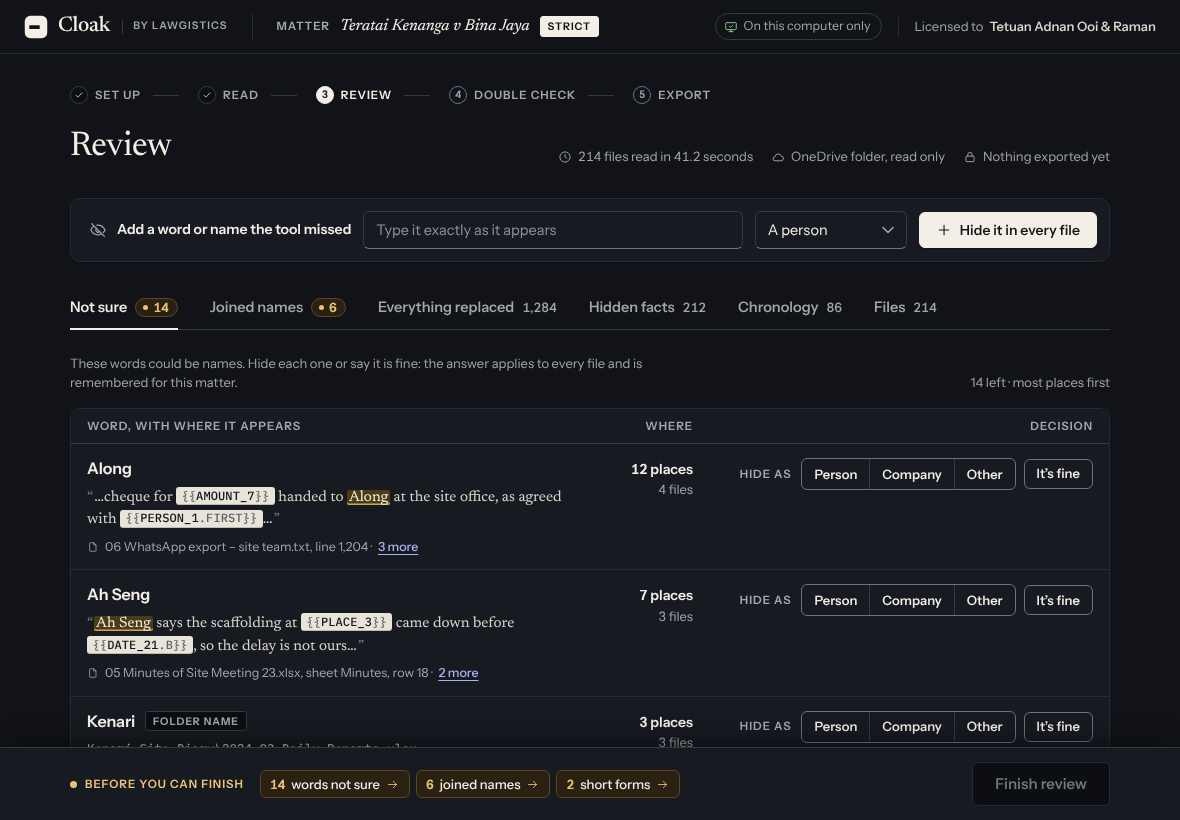 Cloak BY LAWGISTICS MATTER Teratai Kenanga v Bina Jaya STRICT On this computer only Licensed to Tetuan Adnan Ooi & Raman
SET UP READ 3 REVIEW 4 DOUBLE CHECK 5 EXPORT
Review
214 files read in 41.2 seconds OneDrive folder, read only Nothing exported yet
Add a word or name the tool missed Type it exactly as it appears A person + Hide it in every file
Not sure • 14 Joined names • 6 Everything replaced 1,284 Hidden facts 212 Chronology 86 Files 214
These words could be names. Hide each one or say it is fine: the answer applies to every file and is
remembered for this matter.
14 left · most places first
WORD, WITH WHERE IT APPEARS WHERE DECISION
Along 12 places HIDE AS Person Company Other It's fine
4 files
“…cheque for {{AMOUNT_7}} handed to Along at the site office, as agreed
with {{PERSON_1.FIRST}}…”
06 WhatsApp export – site team.txt, line 1,204 · 3 more
Ah Seng 7 places HIDE AS Person Company Other It's fine
3 files
“Ah Seng says the scaffolding at {{PLACE_3}} came down before
{{DATE_21.B}}, so the delay is not ours…”
05 Minutes of Site Meeting 23.xlsx, sheet Minutes, row 18 · 2 more
Kenari FOLDER NAME 3 places HIDE AS Person Company Other It's fine
3 files
• BEFORE YOU CAN FINISH 14 words not sure → 6 joined names → 2 short forms → Finish review